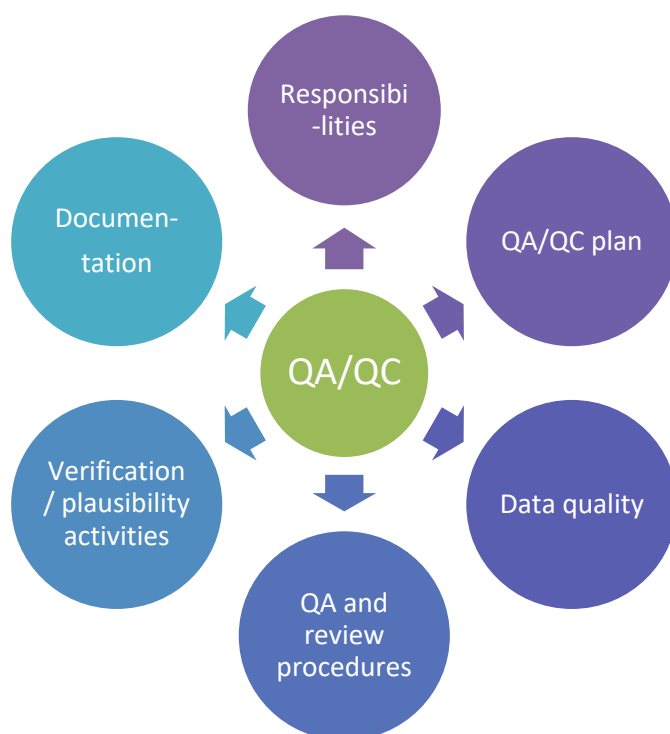 Responsibi
-lities
Documen-
tation
QA/QC plan
QA/QC
Verification
/ plausibility
activities
Data quality
QA and
review
procedures